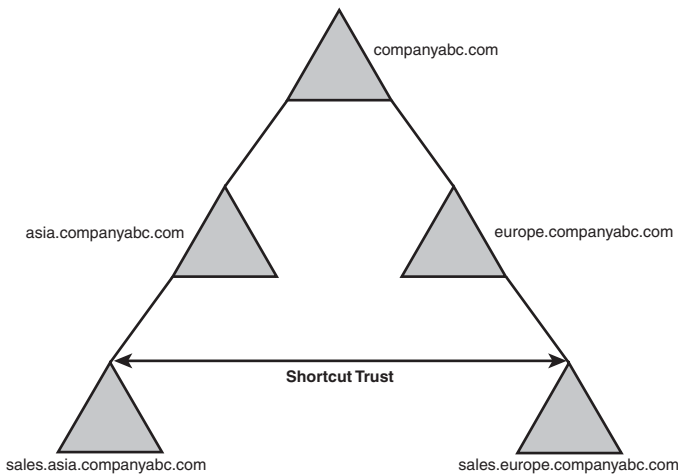 companyabc.com
asia.companyabc.com
europe.companyabc.com
Shortcut Trust
sales.asia.companyabc.com
sales.europe.companyabc.com